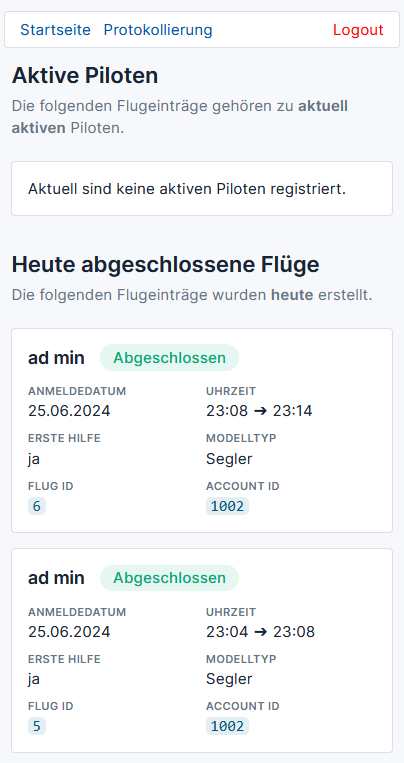 Startseite Protokollierung Logout
Aktive Piloten
Die folgenden Flugeinträge gehören zu aktuell
aktiven Piloten.
Aktuell sind keine aktiven Piloten registriert.
Heute abgeschlossene Flüge
Die folgenden Flugeinträge wurden heute erstellt.
ad min Abgeschlossen
ANMELDEDATUM UHRZEIT
25.06.2024 23:08 ➔ 23:14
ERSTE HILFE MODELLTYP
ja Segler
FLUG ID ACCOUNT ID
6 1002
ad min Abgeschlossen
ANMELDEDATUM UHRZEIT
25.06.2024 23:04 ➔ 23:08
ERSTE HILFE MODELLTYP
ja Segler
FLUG ID ACCOUNT ID
5 1002